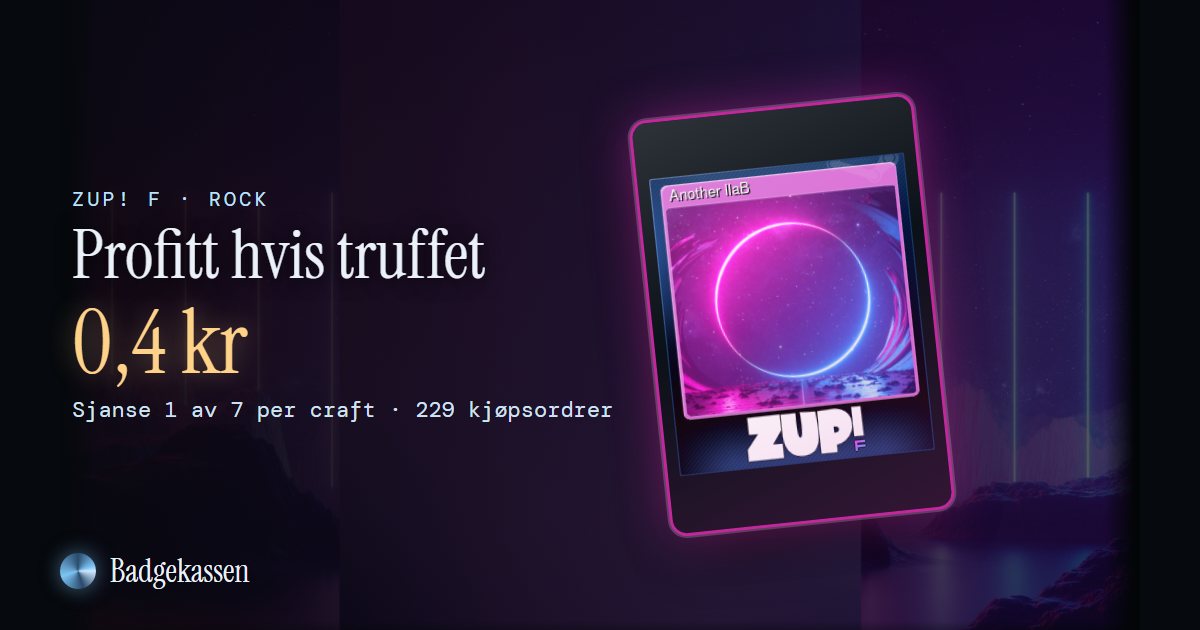 ZUP! F · ROCK
Profitt hvis truffet
0,4 kr
Sjanse 1 av 7 per craft · 229 kjøpsordrer
Another llaB
ZUP!
F
Badgekassen